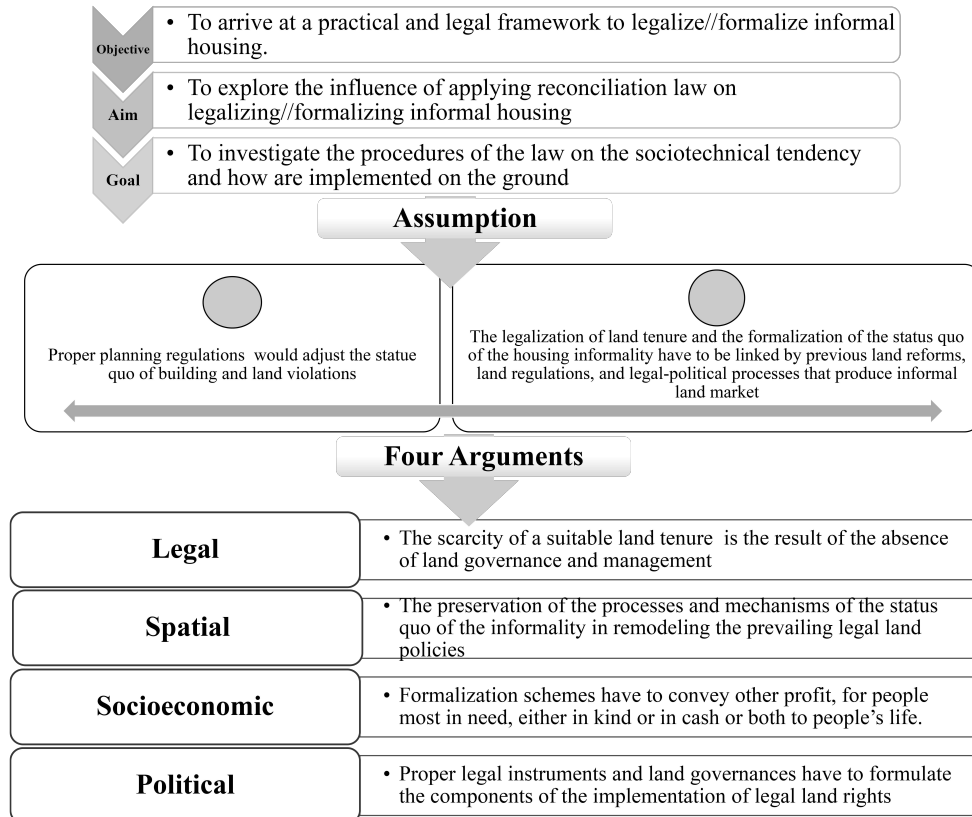 Objective
• To arrive at a practical and legal framework to legalize//formalize informal
housing.
Aim
• To explore the influence of applying reconciliation law on
legalizing//formalizing informal housing
Goal
• To investigate the procedures of the law on the sociotechnical tendency
and how are implemented on the ground
Assumption
Proper planning regulations would adjust the statue
quo of building and land violations
The legalization of land tenure and the formalization of the status quo
of the housing informality have to be linked by previous land reforms,
land regulations, and legal-political processes that produce informal
land market
Four Arguments
Legal
• The scarcity of a suitable land tenure is the result of the absence
of land governance and management
Spatial
• The preservation of the processes and mechanisms of the status
quo of the informality in remodeling the prevailing legal land
policies
Socioeconomic
• Formalization schemes have to convey other profit, for people
most in need, either in kind or in cash or both to people’s life.
Political
• Proper legal instruments and land governances have to formulate
the components of the implementation of legal land rights